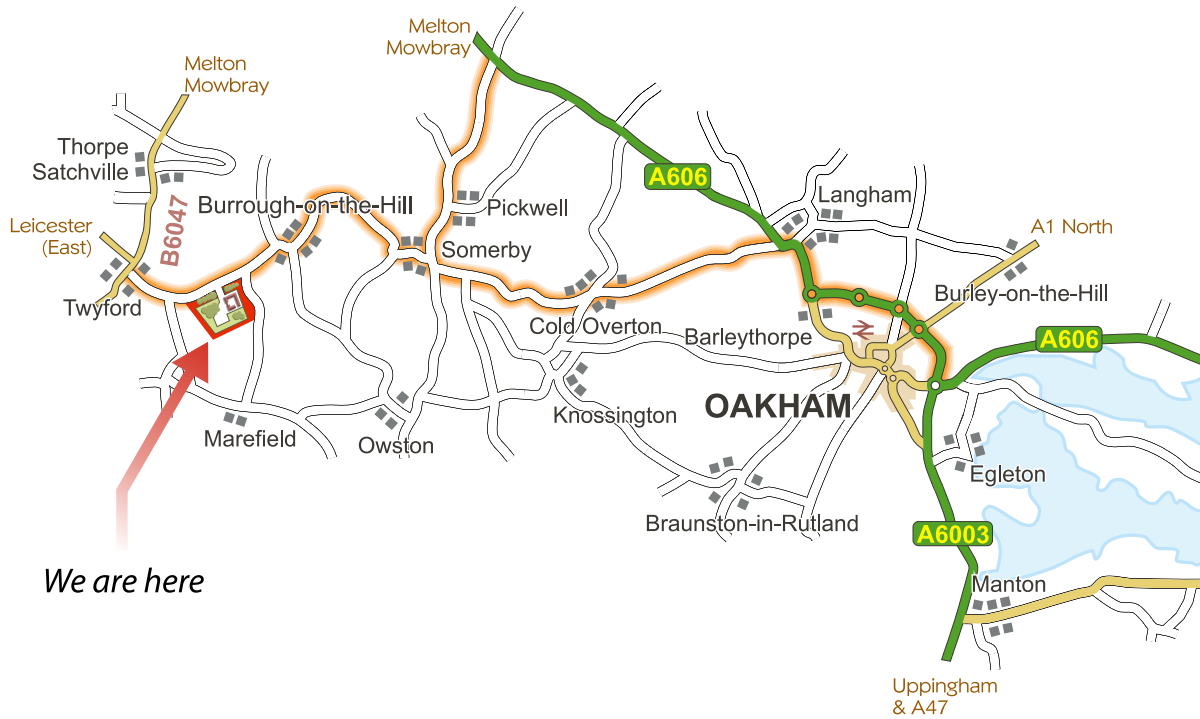 Melton
Mowbray
Melton
Mowbray
Thorpe
Satchville
A606
Langham
Burrough-on-the-Hill
Pickwell
Leicester
(East)
B6047
A1 North
Somerby
Twyford
Burley-on-the-Hill
Cold Overton
Barleythorpe
A606
OAKHAM
Knossington
Marefield
Owston
Egleton
Braunston-in-Rutland
A6003
We are here
Manton
Uppingham
& A47